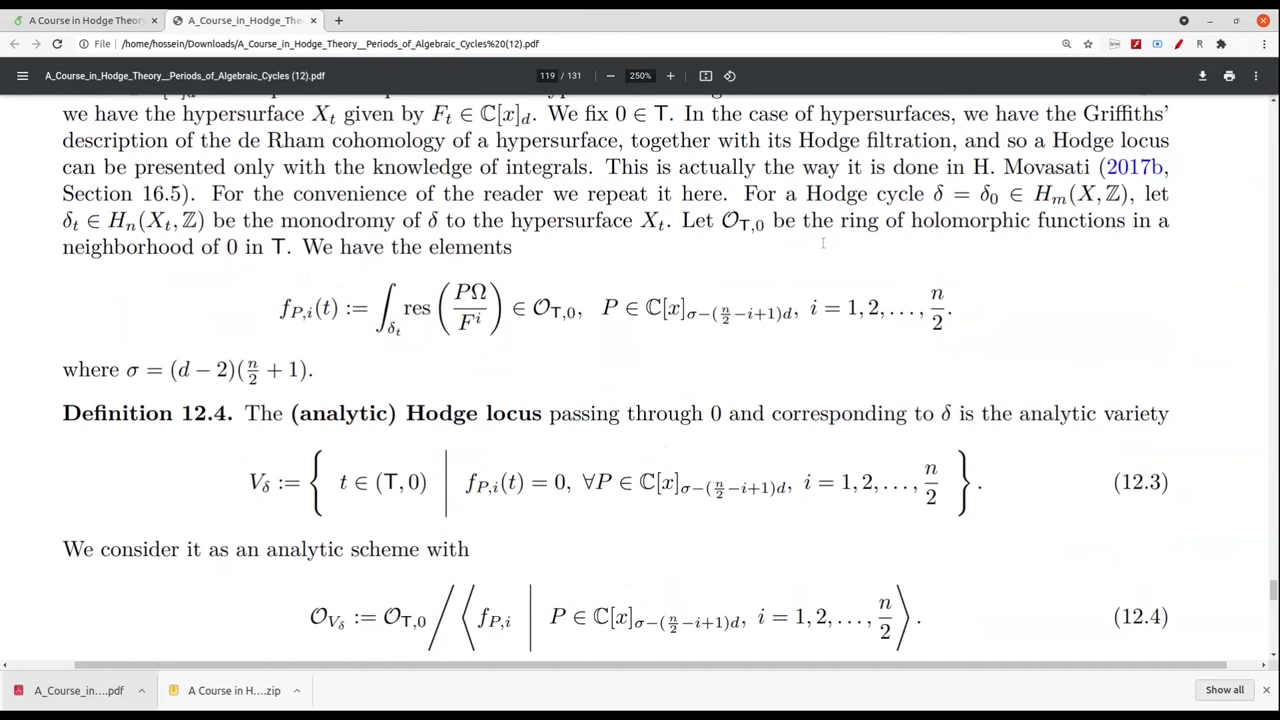 A Course in Hodge Theory
A_Course_in_Hodge_The
File /home/hossein/Downloads/A_Course_in_Hodge_Theory__Periods_of_Algebraic_Cycles%20(12).pdf
A_Course_in_Hodge_Theory__Periods_of_Algebraic_Cycles (12).pdf 119 / 131 250%
we have the hypersurface X_t given by F_t ∈ ℂ[x]_d. We fix 0 ∈ T. In the case of hypersurfaces, we have the Griffiths'
description of the de Rham cohomology of a hypersurface, together with its Hodge filtration, and so a Hodge locus
can be presented only with the knowledge of integrals. This is actually the way it is done in H. Movasati (2017b,
Section 16.5). For the convenience of the reader we repeat it here. For a Hodge cycle δ = δ_0 ∈ H_m(X, ℤ), let
δ_t ∈ H_n(X_t, ℤ) be the monodromy of δ to the hypersurface X_t. Let 𝒪_{T,0} be the ring of holomorphic functions in a
neighborhood of 0 in T. We have the elements
f_{P,i}(t) := ∫_{δ_t} res (PΩ/F^i) ∈ 𝒪_{T,0}, P ∈ ℂ[x]_{σ−(n/2−i+1)d}, i = 1, 2, . . . , n/2.
where σ = (d − 2)(n/2 + 1).
Definition 12.4. The (analytic) Hodge locus passing through 0 and corresponding to δ is the analytic variety
V_δ := { t ∈ (T, 0) | f_{P,i}(t) = 0, ∀P ∈ ℂ[x]_{σ−(n/2−i+1)d}, i = 1, 2, . . . , n/2 }. (12.3)
We consider it as an analytic scheme with
𝒪_{V_δ} := 𝒪_{T,0} / ⟨ f_{P,i} | P ∈ ℂ[x]_{σ−(n/2−i+1)d}, i = 1, 2, . . . , n/2 ⟩. (12.4)
A_Course_in_....pdf
A Course in H....zip
Show all